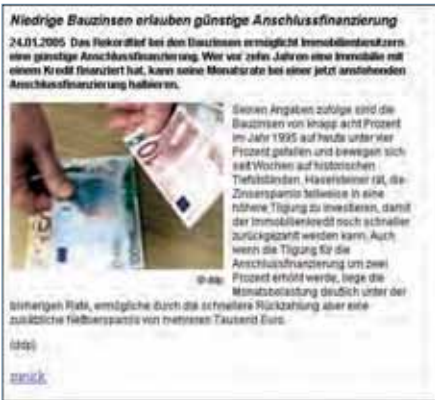 Niedrige Bauzinsen erlauben günstige Anschlussfinanzierung
24.01.2005 Das Rekordtief bei den Bauzinsen ermöglicht Immobilienbesitzern
eine günstige Anschlussfinanzierung. Wer vor zehn Jahren eine Immobilie mit
einem Kredit finanziert hat, kann seine Monatsrate bei einer jetzt anstehenden
Anschlussfinanzierung halbieren.
Seinen Angaben zufolge sind die
Bauzinsen von knapp acht Prozent
im Jahr 1995 auf heute unter vier
Prozent gefallen und bewegen sich
seit Wochen auf historischen
Tiefstständen. rät, die
Zinsersparnis teilweise in eine
höhere Tilgung zu investieren, damit
der Immobilienkredit noch schneller
zurückgezahlt werden kann. Auch
wenn die Tilgung für die
Anschlussfinanzierung um zwei
Prozent erhöht werde, liege die
Monatsbelastung deutlich unter der
bisherigen Rate, ermögliche durch die schnellere Rückzahlung aber eine
zusätzliche Nettoersparnis von mehreren Tausend Euro.
© ddp
(ddp)
zurück